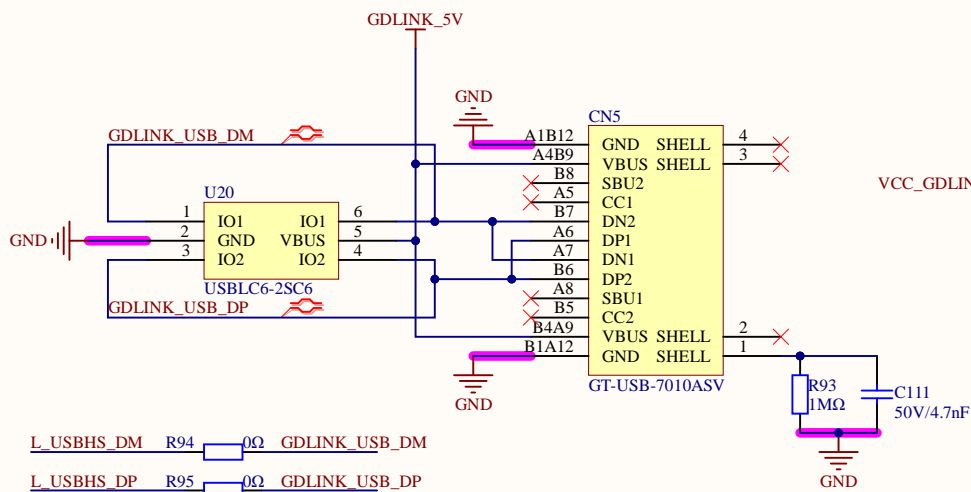 GDLINK_5V
GND
CN5
GDLINK_USB_DM
A1B12 GND SHELL 4
A4B9 VBUS SHELL 3
B8 SBU2
VCC_GDLIN
U20
A5 CC1
1 IO1 IO1 6
B7 DN2
GND 2 GND VBUS 5
A6 DP1
3 IO2 IO2 4
A7 DN1
B6 DP2
USBLC6-2SC6
A8 SBU1
GDLINK_USB_DP
B5 CC2
B4A9 VBUS SHELL 2
B1A12 GND SHELL 1
GT-USB-7010ASV
GND
R93
1MΩ
C111
50V/4.7nF
L_USBHS_DM R94 0Ω GDLINK_USB_DM
L_USBHS_DP R95 0Ω GDLINK_USB_DP
GND